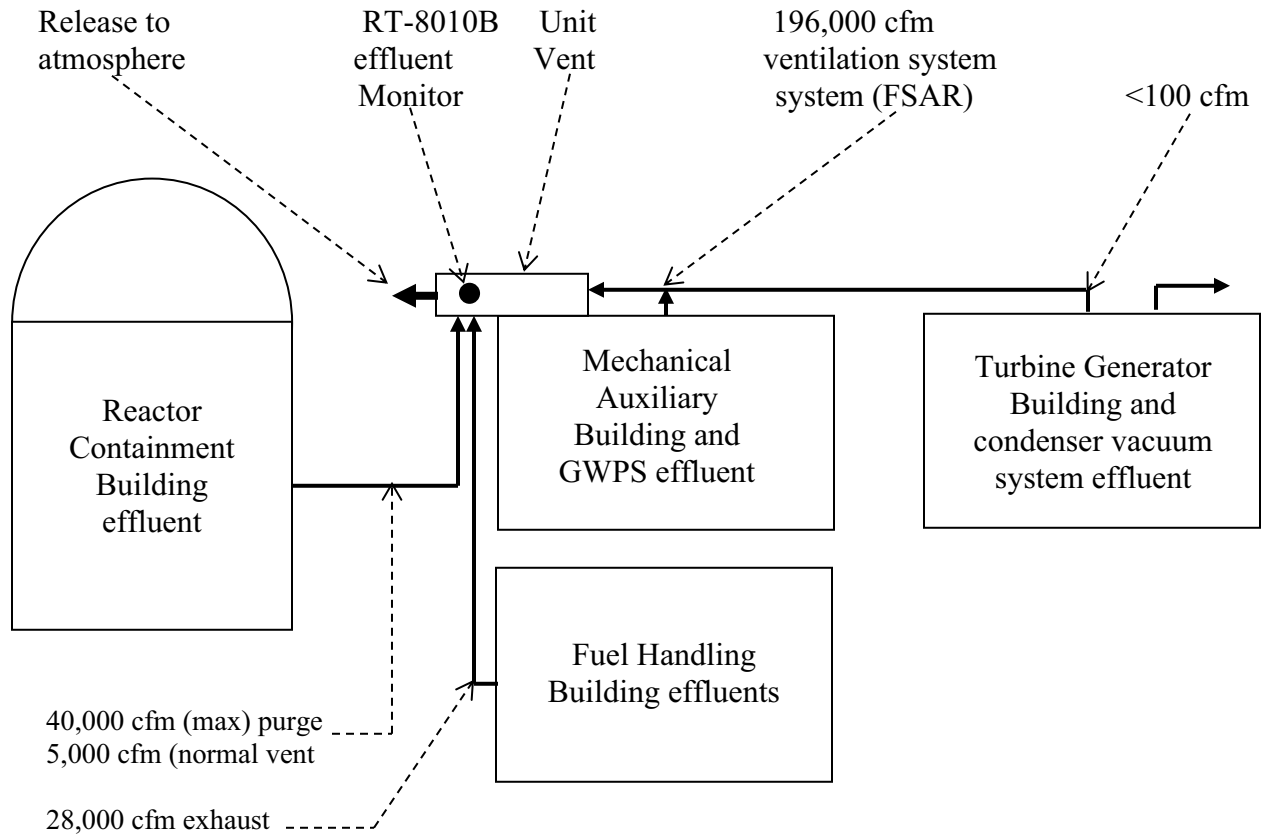 Release to
atmosphere
RT-8010B
effluent
Monitor
Unit
Vent
196,000 cfm
ventilation system
system (FSAR)
<100 cfm
Reactor
Containment
Building
effluent
Mechanical
Auxiliary
Building and
GWPS effluent
Turbine Generator
Building and
condenser vacuum
system effluent
Fuel Handling
Building effluents
40,000 cfm (max) purge
5,000 cfm (normal vent
28,000 cfm exhaust